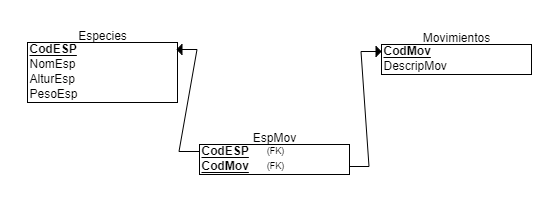 Especies
CodESP
NomEsp
AlturEsp
PesoEsp
Movimientos
CodMov
DescripMov
EspMov
CodESP (FK)
CodMov (FK)